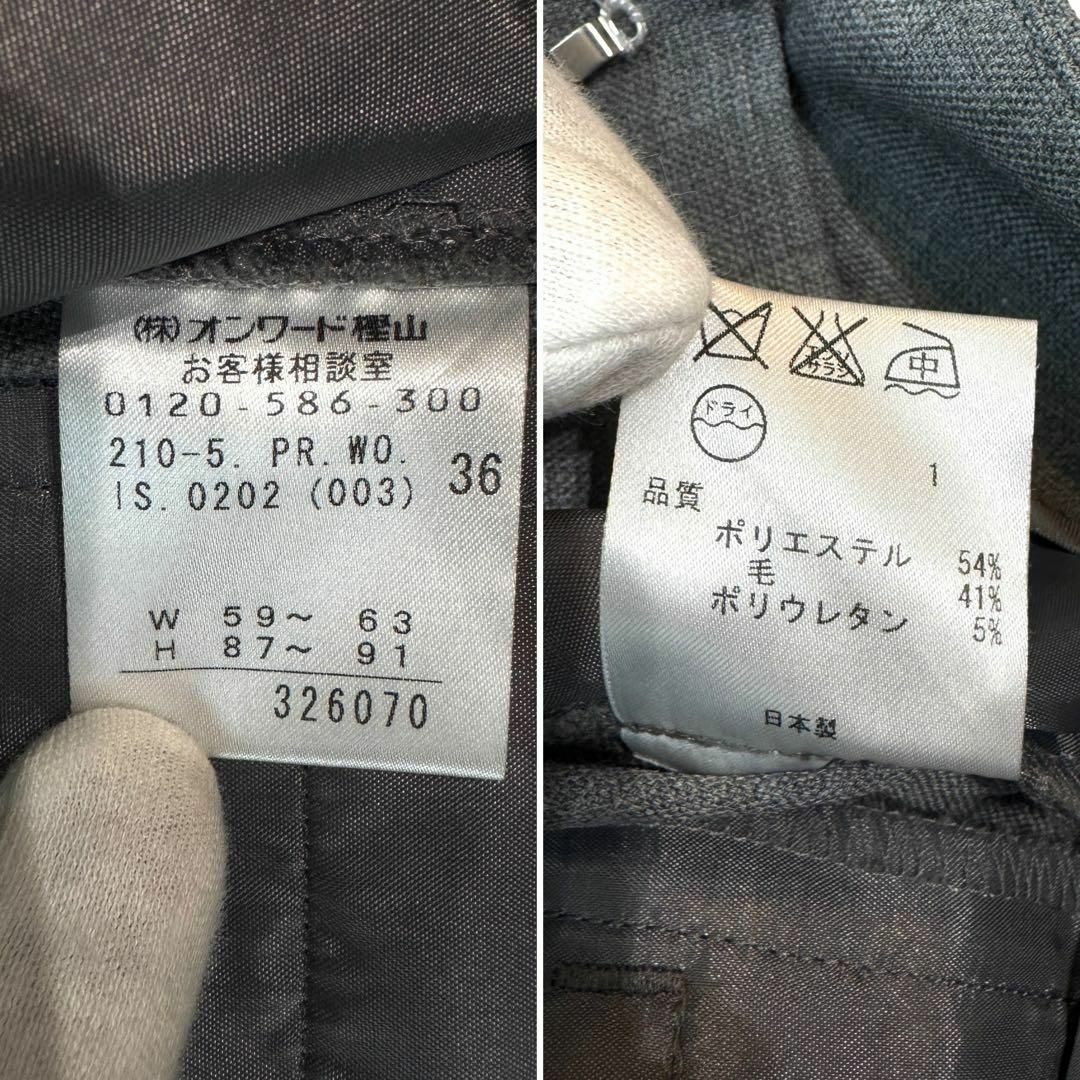 (株)オンワード樫山
お客様相談室
0120-586-300
210-5. PR. WO.
IS. 0202 (003)
36
W 59～ 63
H 87～ 91
326070
エンソ
サラシ
中
ドライ
1
品質
ポリエステル 54%
毛 41%
ポリウレタン 5%
日本製